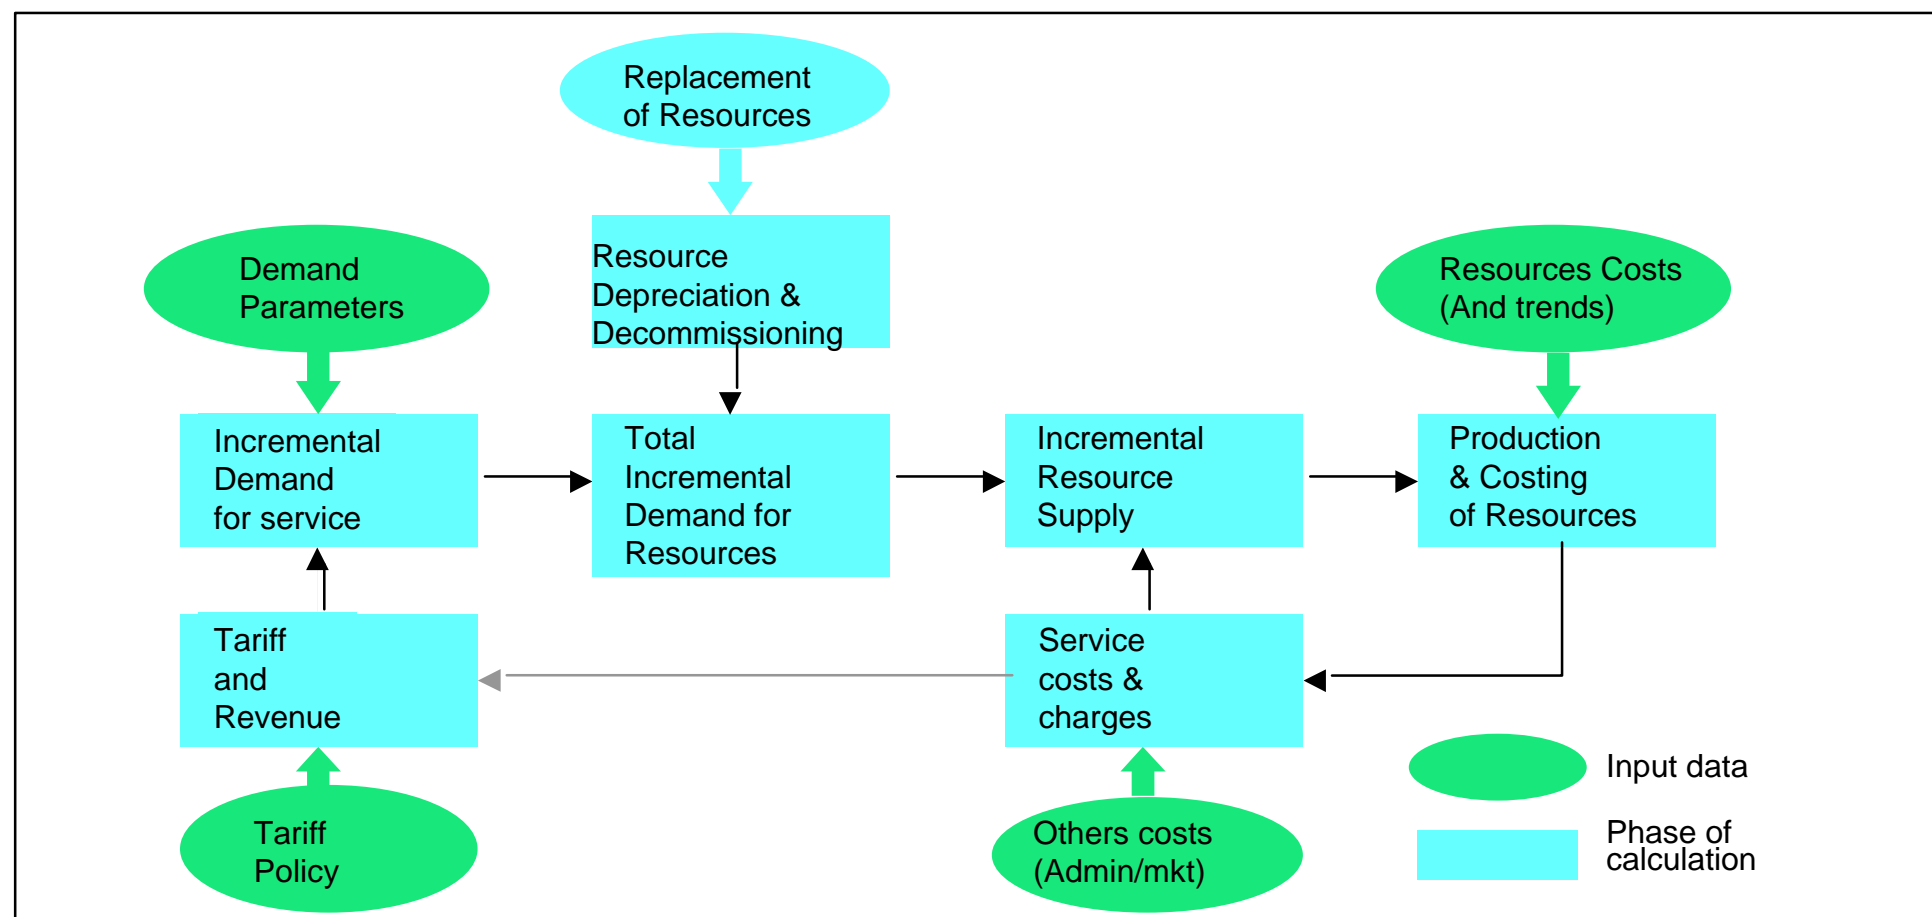 Replacement
of Resources
Demand
Parameters
Resource
Depreciation &
Decommissioning
Resources Costs
(And trends)
Incremental
Demand
for service
Total
Incremental
Demand for
Resources
Incremental
Resource
Supply
Production
& Costing
of Resources
Tariff
and
Revenue
Service
costs &
charges
Tariff
Policy
Others costs
(Admin/mkt)
Input data
Phase of
calculation